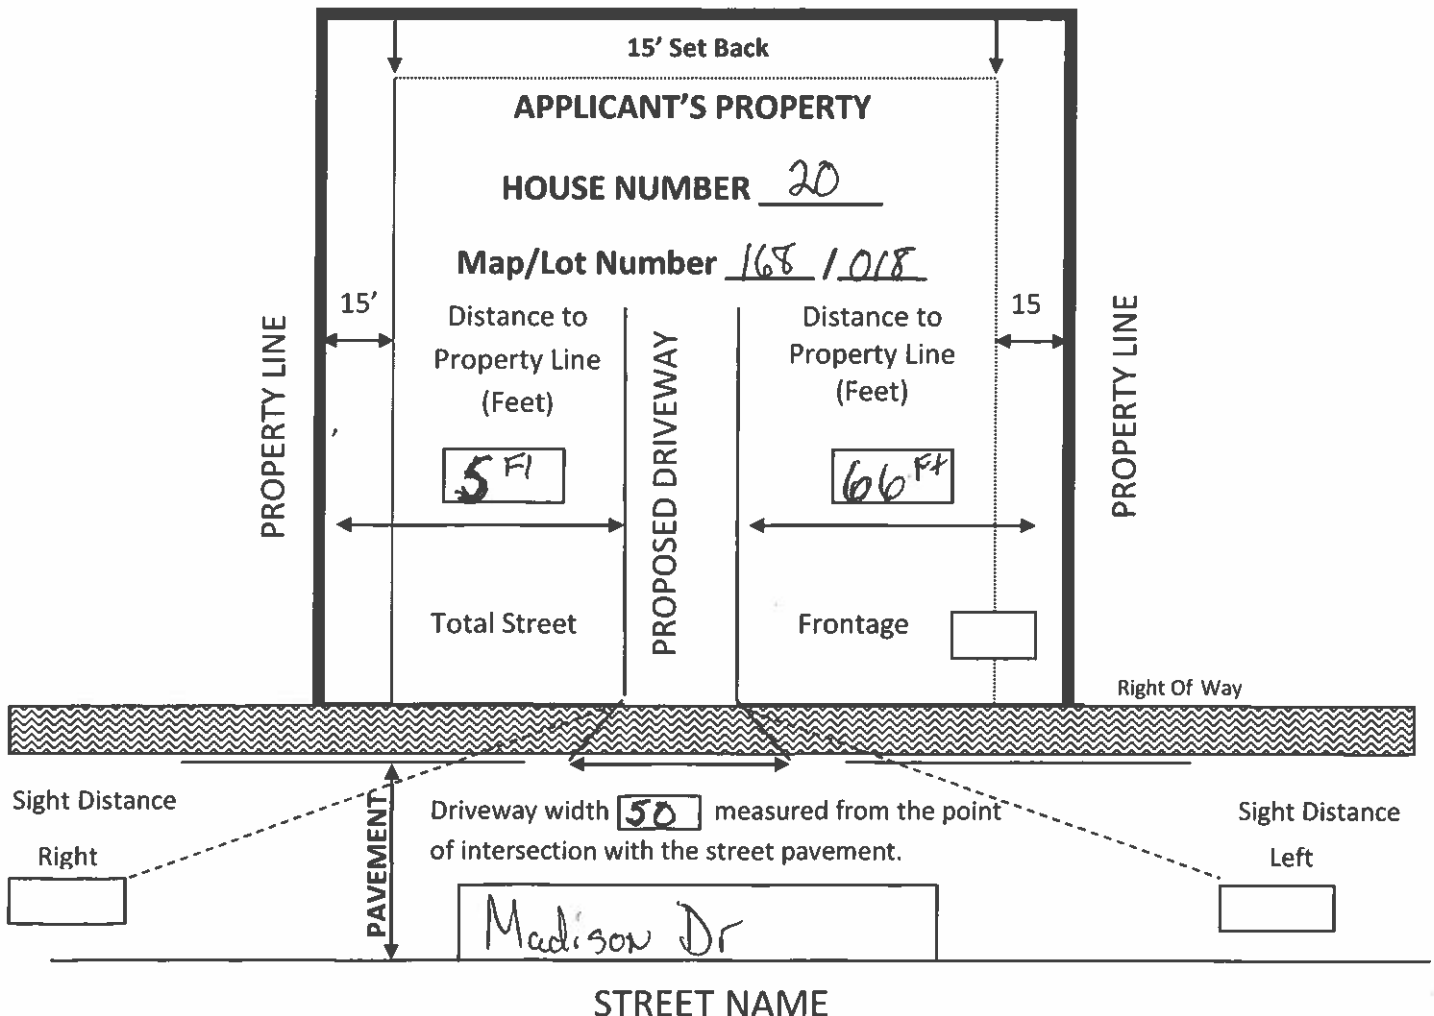 15’ Set Back
APPLICANT’S PROPERTY
HOUSE NUMBER 20
Map/Lot Number 168 / 018
15’
15
Distance to
Property Line
(Feet)
5 Ft
Distance to
Property Line
(Feet)
66 Ft
PROPERTY LINE
PROPOSED DRIVEWAY
PROPERTY LINE
Total Street
Frontage
Right Of Way
Sight Distance
Right
PAVEMENT
Driveway width 50 measured from the point
of intersection with the street pavement.
Sight Distance
Left
Madison Dr
STREET NAME